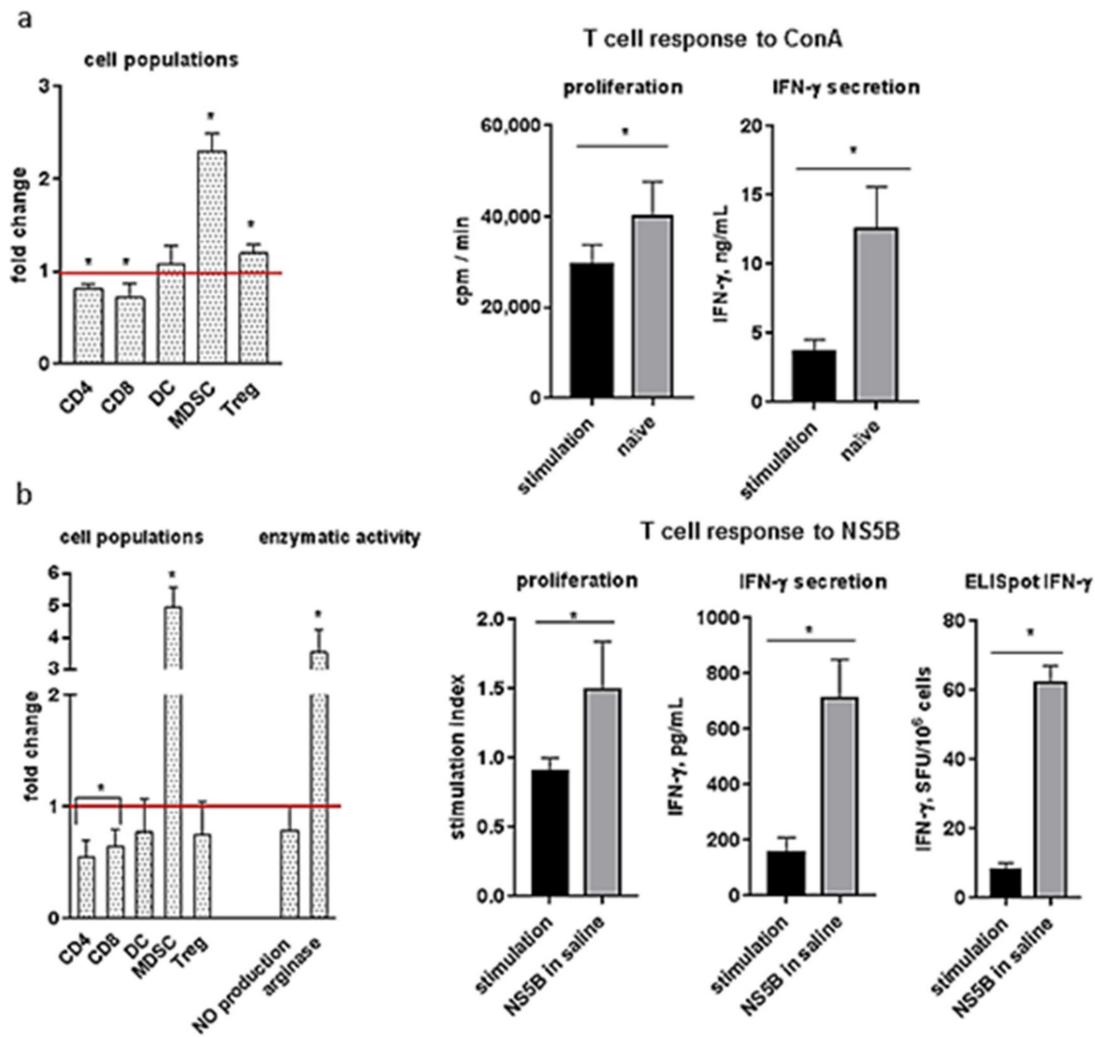 a
cell populations
fold change
3
2
1
0
* * * *
CD4
CD8
DC
MDSC
Treg
T cell response to ConA
proliferation
cpm / min
60,000
40,000
20,000
0
*
stimulation
naïve
IFN-γ secretion
IFN-γ, ng/mL
20
15
10
5
0
*
stimulation
naïve
b
cell populations
enzymatic activity
fold change
6
5
4
3
2
1
0
* * *
CD4
CD8
DC
MDSC
Treg
NO production
arginase
T cell response to NS5B
proliferation
stimulation index
2.0
1.5
1.0
0.5
0.0
*
stimulation
NS5B in saline
IFN-γ secretion
IFN-γ, pg/mL
1000
800
600
400
200
0
*
stimulation
NS5B in saline
ELISpot IFN-γ
IFN-γ, SFU/10⁶ cells
80
60
40
20
0
*
stimulation
NS5B in saline